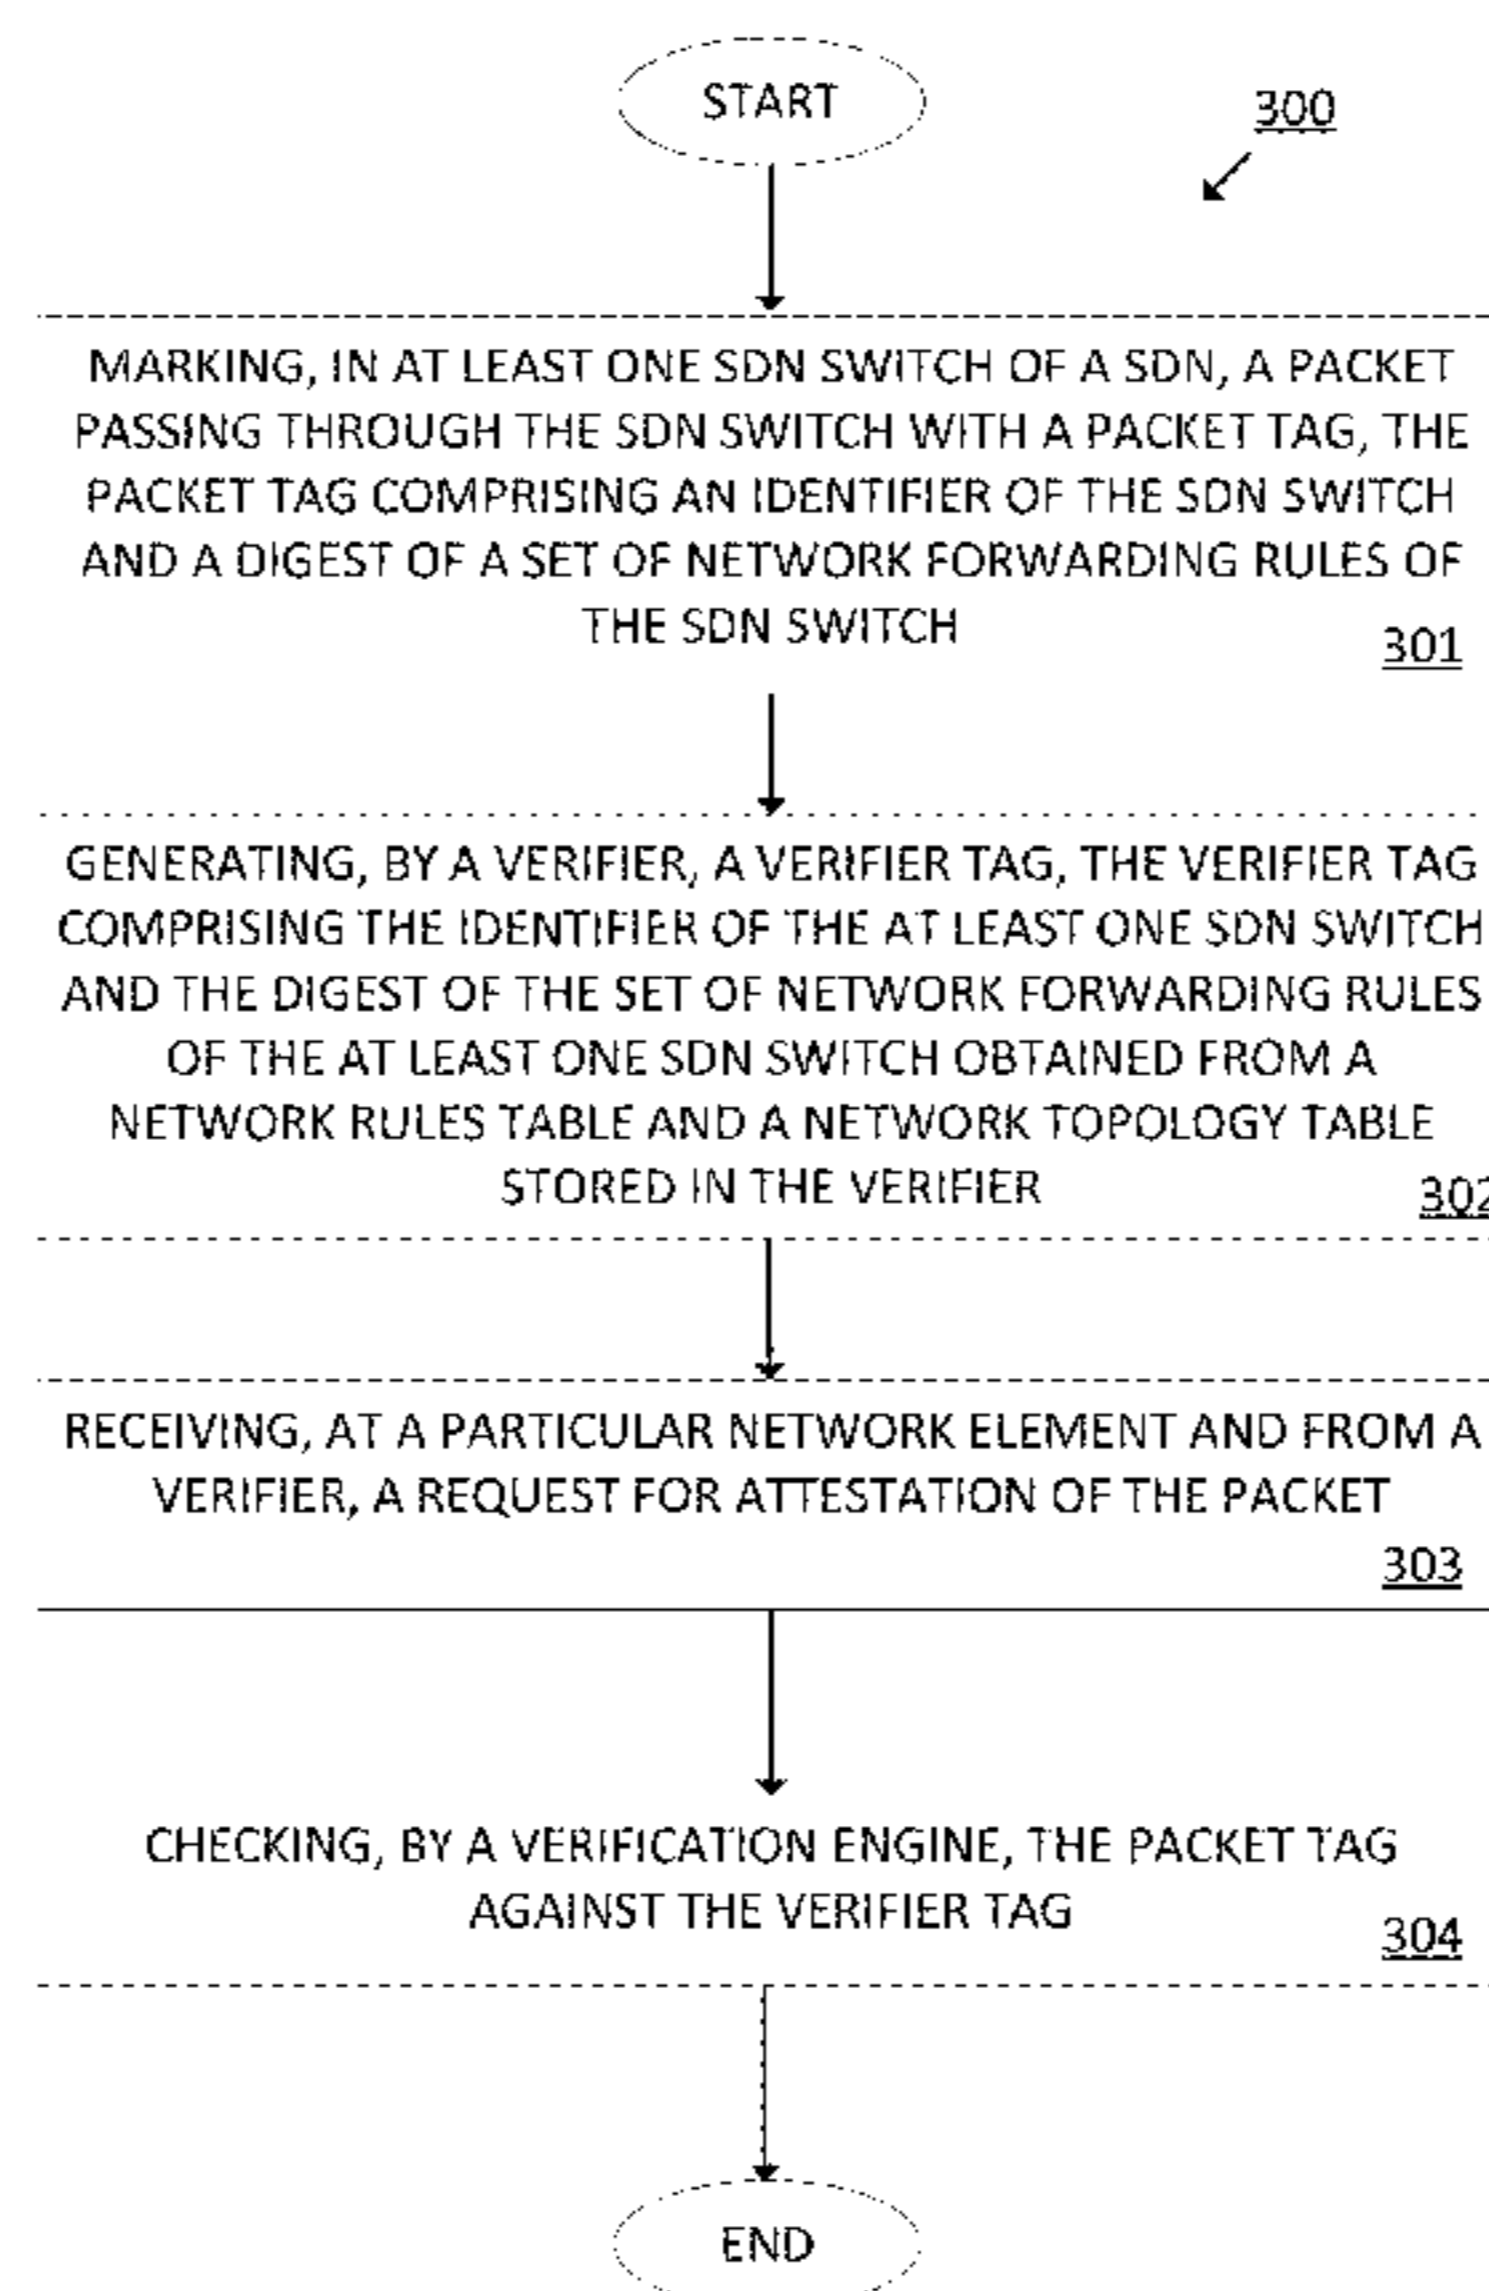 START
300
MARKING, IN AT LEAST ONE SDN SWITCH OF A SDN, A PACKET
PASSING THROUGH THE SDN SWITCH WITH A PACKET TAG, THE
PACKET TAG COMPRISING AN IDENTIFIER OF THE SDN SWITCH
AND A DIGEST OF A SET OF NETWORK FORWARDING RULES OF
THE SDN SWITCH
301
GENERATING, BY A VERIFIER, A VERIFIER TAG, THE VERIFIER TAG
COMPRISING THE IDENTIFIER OF THE AT LEAST ONE SDN SWITCH
AND THE DIGEST OF THE SET OF NETWORK FORWARDING RULES
OF THE AT LEAST ONE SDN SWITCH OBTAINED FROM A
NETWORK RULES TABLE AND A NETWORK TOPOLOGY TABLE
STORED IN THE VERIFIER
302
RECEIVING, AT A PARTICULAR NETWORK ELEMENT AND FROM A
VERIFIER, A REQUEST FOR ATTESTATION OF THE PACKET
303
CHECKING, BY A VERIFICATION ENGINE, THE PACKET TAG
AGAINST THE VERIFIER TAG
304
END